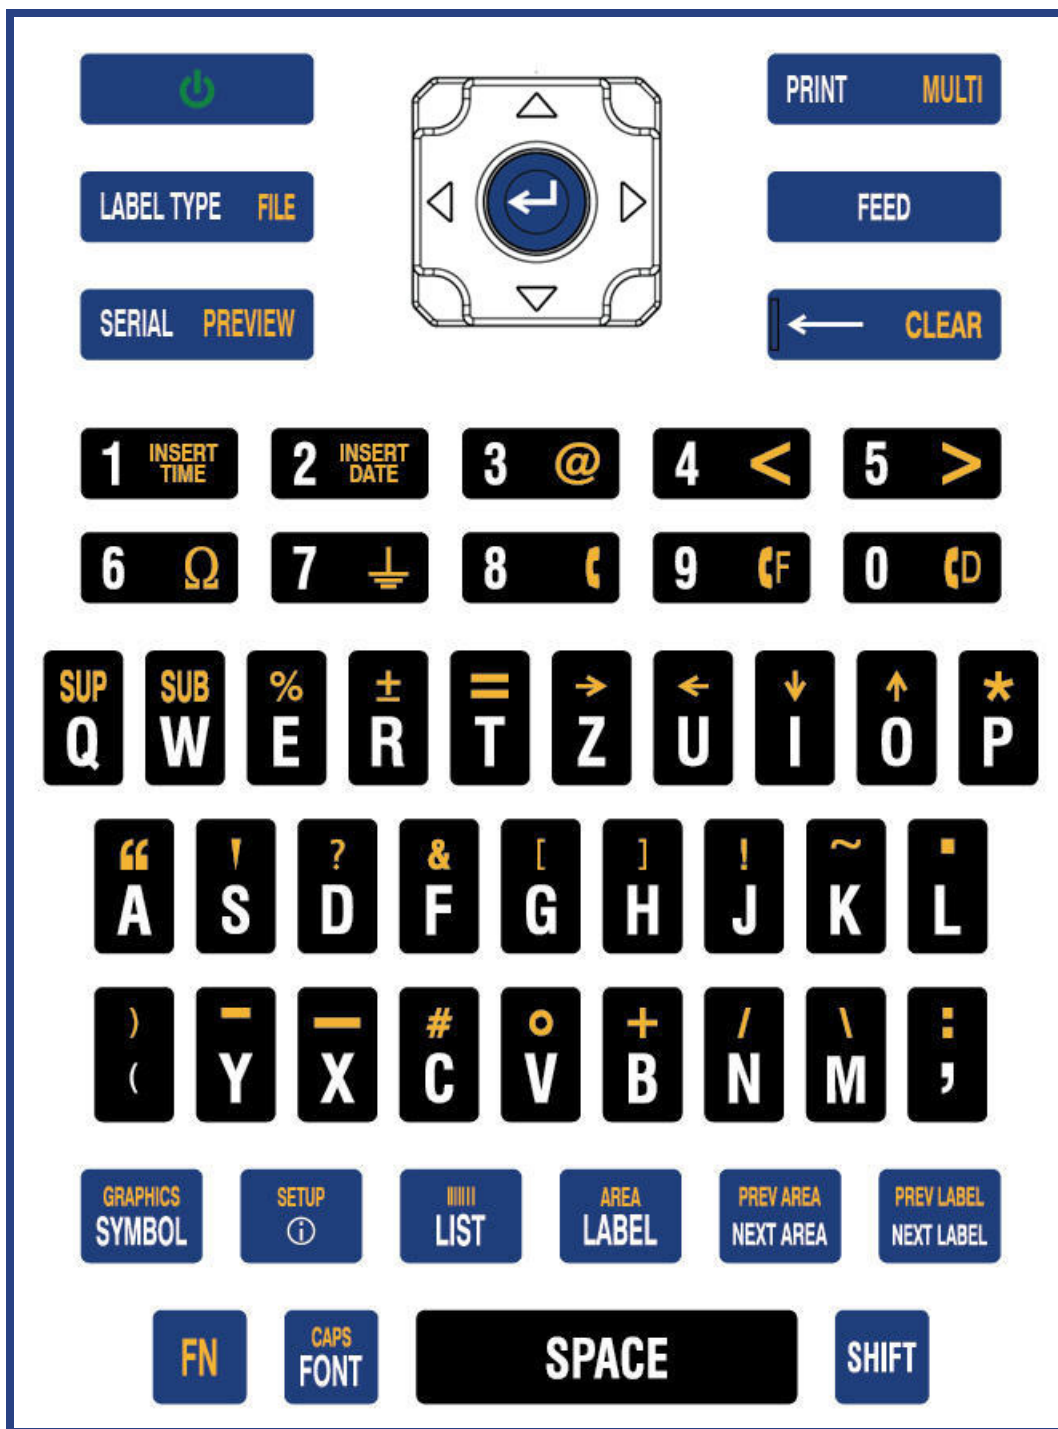 PRINT MULTI
LABEL TYPE FILE
FEED
SERIAL PREVIEW
← CLEAR
1 INSERT TIME 2 INSERT DATE 3 @ 4 < 5 >
6 Ω 7 ⏚ 8 9 F 0 D
SUP SUB % ± = → ← ↓ ↑ *
Q W E R T Z U I O P
“ ' ? & [ ] ! ~ .
A S D F G H J K L
) - — # ° + / \ :
( Y X C V B N M ,
GRAPHICS SETUP AREA PREV AREA PREV LABEL
SYMBOL ⓘ LIST LABEL NEXT AREA NEXT LABEL
CAPS
FN FONT SPACE SHIFT